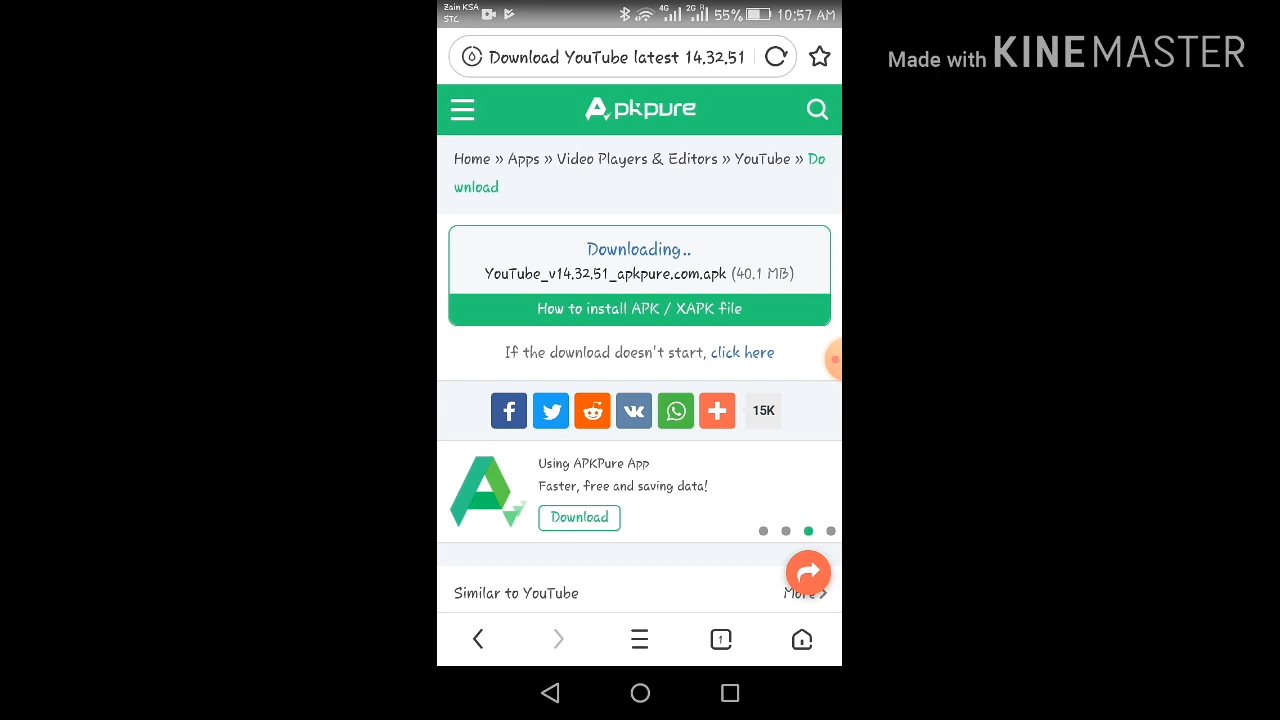 Zain KSA
STC
4G 2G R 55% 10:57 AM
Made with KINEMASTER
Download YouTube latest 14.32.51
Apkpure
Home » Apps » Video Players & Editors » YouTube » Do
wnload
Downloading..
YouTube_v14.32.51_apkpure.com.apk (40.1 MB)
How to install APK / XAPK file
If the download doesn't start, click here
15K
Using APKPure App
Faster, free and saving data!
Download
Similar to YouTube
More
1